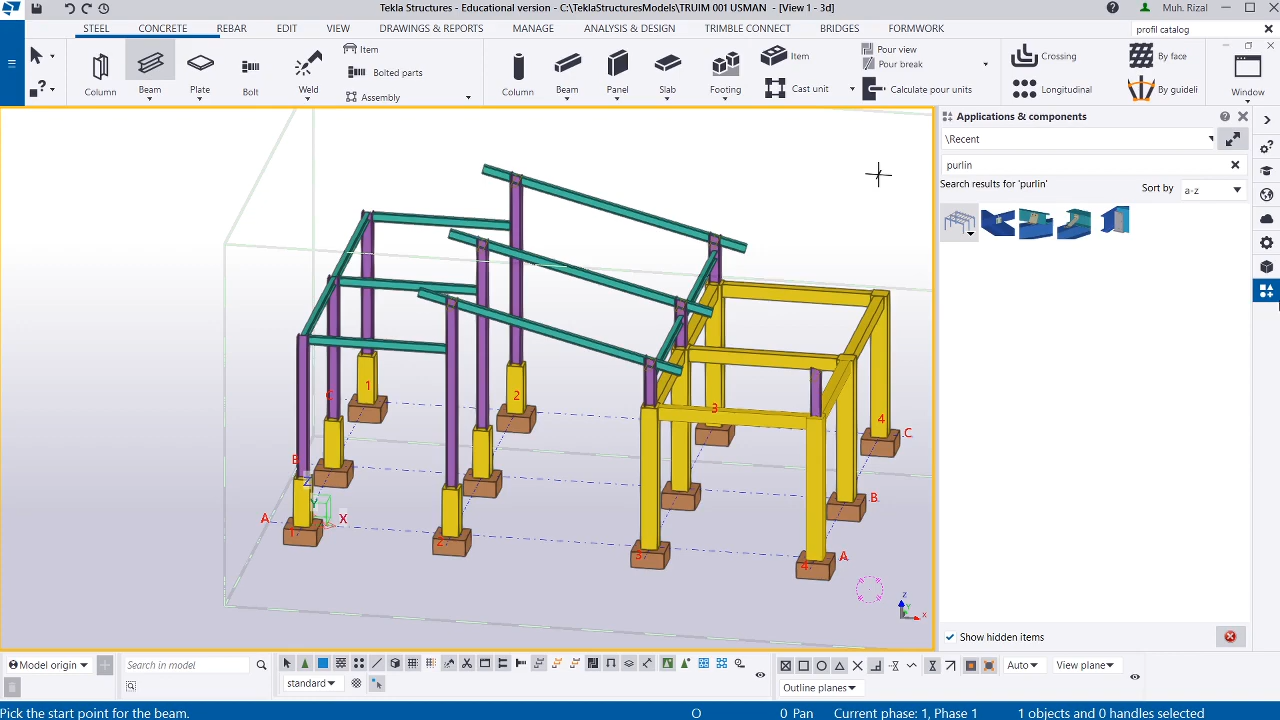 Tekla Structures - Educational version - C:\TeklaStructuresModels\TRUIN 001 USMAN - [View 1 - 3d]
Muh. Rizal
STEEL CONCRETE REBAR EDIT VIEW DRAWINGS & REPORTS MANAGE ANALYSIS & DESIGN TRIMBLE CONNECT BRIDGES FORMWORK
profil catalog
Column Beam Plate Bolt Weld
Item
Bolted parts
Assembly
Column Beam Panel Slab Footing
Item
Cast unit
Pour view
Pour break
Calculate pour units
Crossing
Longitudinal
By face
By guideli
Window
Applications & components
\Recent
purlin
Search results for 'purlin'
Sort by
a-z
1
2
3
4
C
C
B
B
A
A
1
2
3
4
Y
Z
X
z
x
Show hidden items
Model origin
Search in model
standard
Auto
View plane
Outline planes
Pick the start point for the beam.
O
0 Pan
Current phase: 1, Phase 1
1 objects and 0 handles selected